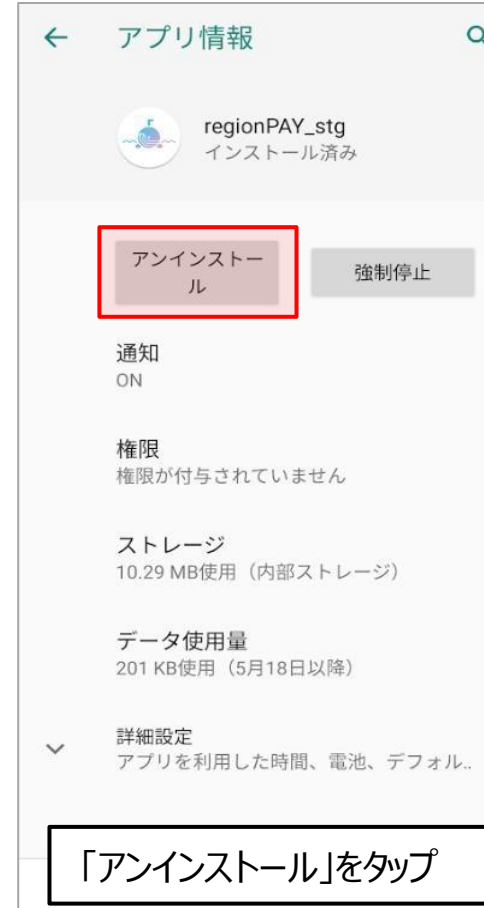 アプリ情報
regionPAY_stg
インストール済み
アンインストー
ル
強制停止
通知
ON
権限
権限が付与されていません
ストレージ
10.29 MB使用（内部ストレージ）
データ使用量
201 KB使用（5月18日以降）
詳細設定
アプリを利用した時間、電池、デフォル..
「アンインストール」をタップ